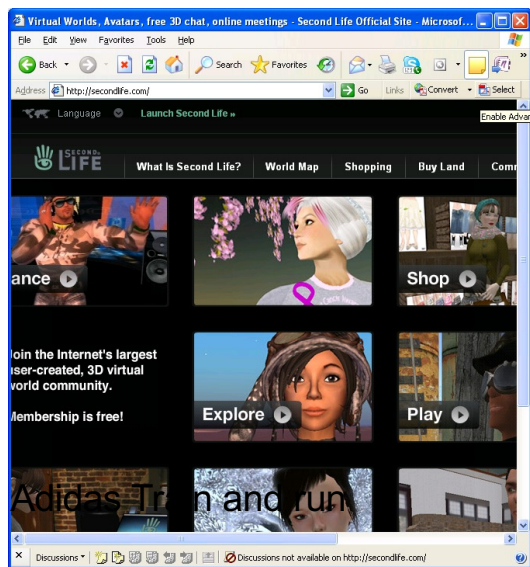 Virtual Worlds, Avatars, free 3D chat, online meetings - Second Life Official Site - Microsof...
File Edit View Favorites Tools Help
Back Search Favorites
Address http://secondlife.com/ Go Links Convert Select
Language Launch Second Life »
Enable Advan
SECOND LIFE What Is Second Life? World Map Shopping Buy Land Comm
ance Shop
Join the Internet's largest
user-created, 3D virtual
world community.
Membership is free!
Explore Play
Adidas Train and run
Discussions Discussions not available on http://secondlife.com/